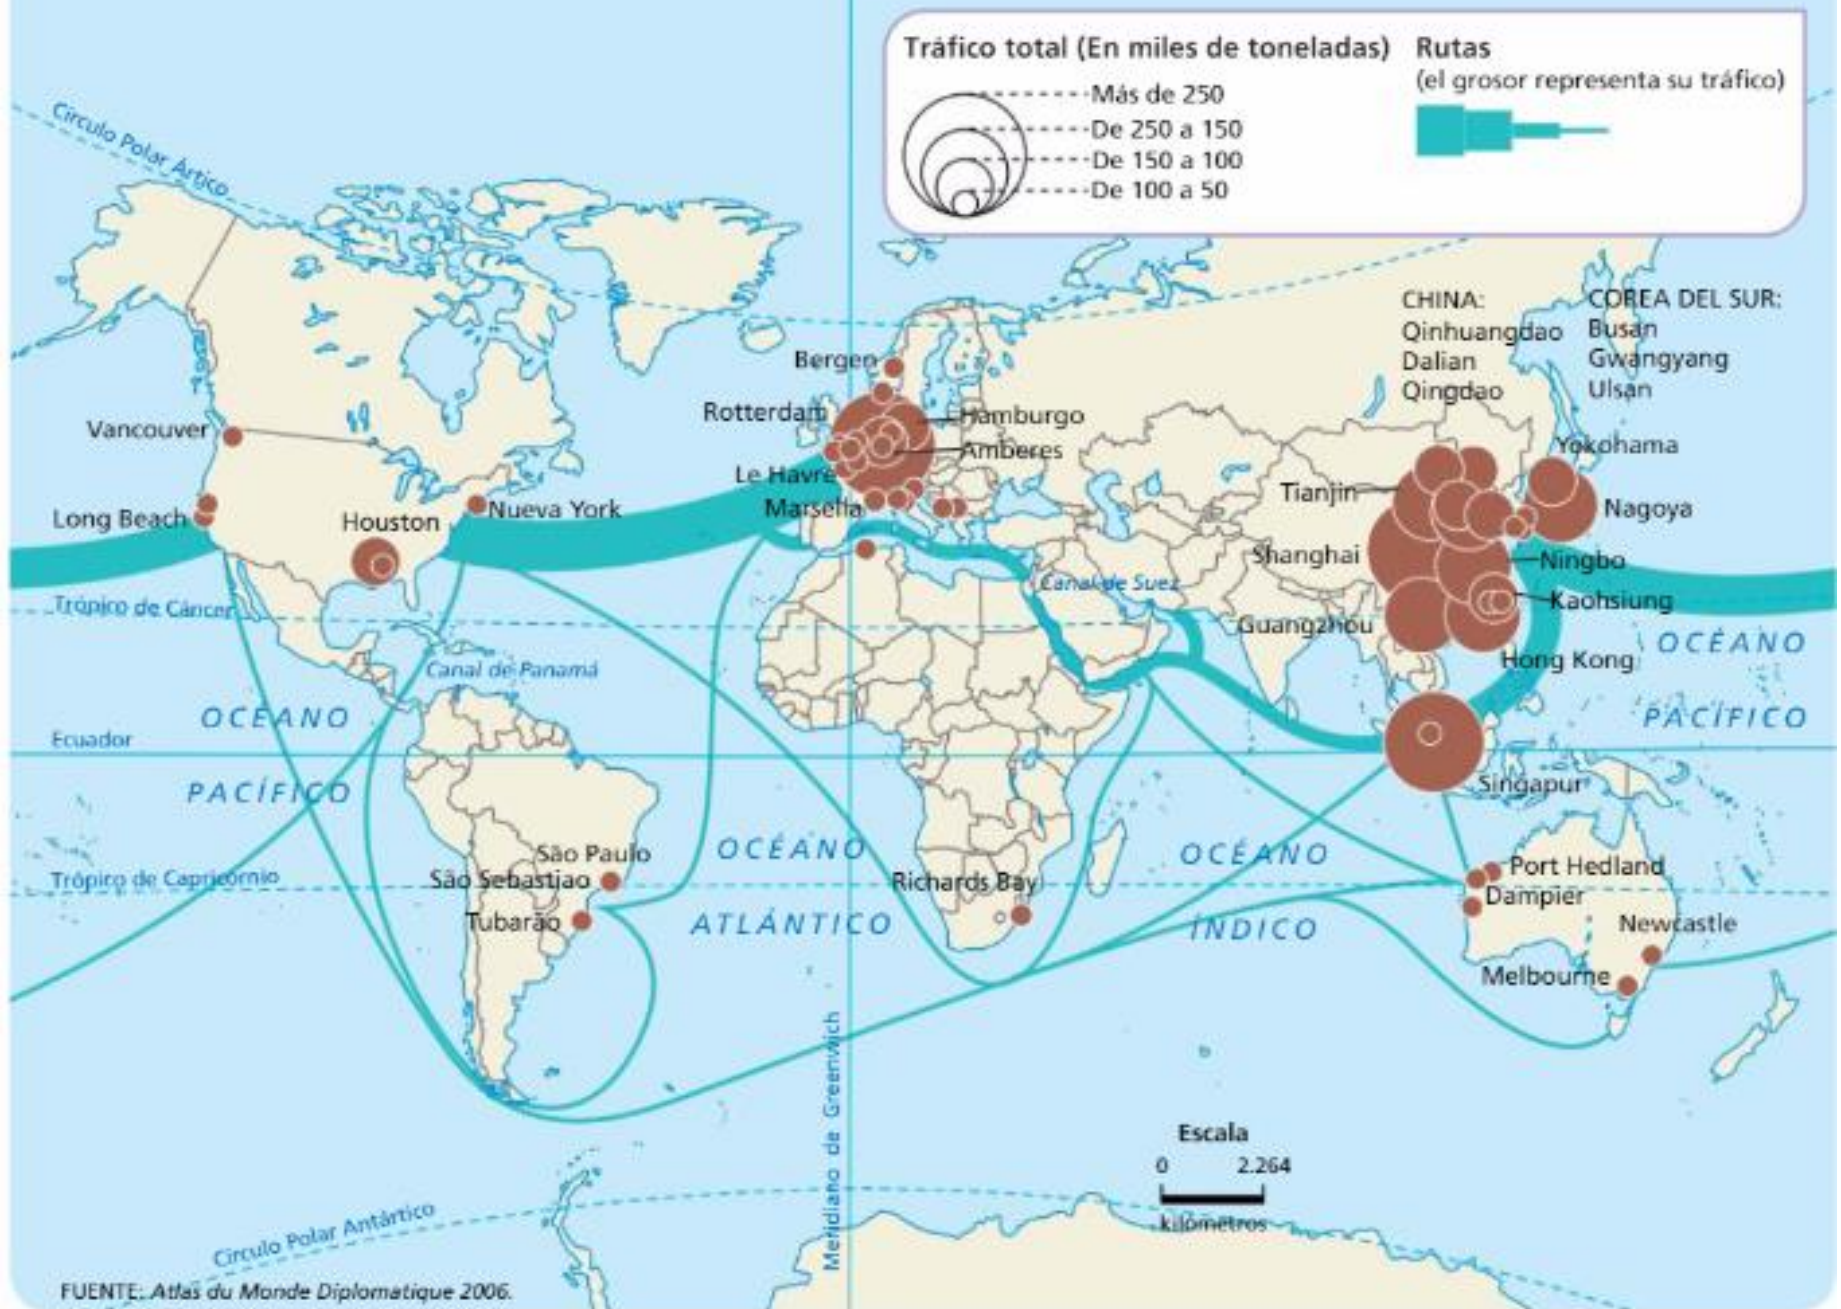 Tráfico total (En miles de toneladas)
Más de 250
De 250 a 150
De 150 a 100
De 100 a 50
Rutas
(el grosor representa su tráfico)
Círculo Polar Ártico
CHINA:
Qinhuangdao
Dalian
Qingdao
COREA DEL SUR:
Busan
Gwangyang
Ulsan
Bergen
Rotterdam
Hamburgo
Amberes
Le Havre
Marsella
Vancouver
Long Beach
Houston
Nueva York
Yokohama
Tianjin
Nagoya
Shanghai
Ningbo
Canal de Suez
Kaohsiung
Guangzhou
Hong Kong
Trópico de Cáncer
Canal de Panamá
OCÉANO
PACÍFICO
OCÉANO
PACÍFICO
Ecuador
Singapur
São Paulo
São Sebastiao
Tubarão
Trópico de Capricornio
OCÉANO
ATLÁNTICO
Richards Bay
OCÉANO
ÍNDICO
Port Hedland
Dampier
Newcastle
Melbourne
Meridiano de Greenwich
Escala
0 2.264
kilómetros
Círculo Polar Antártico
FUENTE: Atlas du Monde Diplomatique 2006.